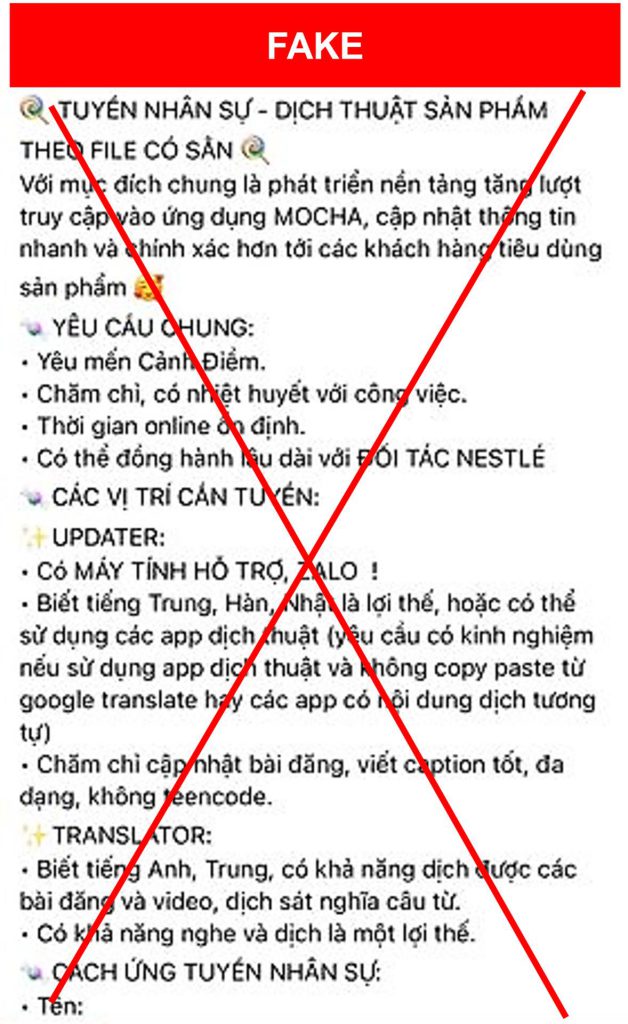 FAKE
TUYỂN NHÂN SỰ - DỊCH THUẬT SẢN PHẨM
THEO FILE CÓ SẴN
Với mục đích chung là phát triển nền tảng tăng lượt
truy cập vào ứng dụng MOCHA, cập nhật thông tin
nhanh và chính xác hơn tới các khách hàng tiêu dùng
sản phẩm 🥰
YÊU CẦU CHUNG:
• Yêu mến Cảnh Điềm.
• Chăm chỉ, có nhiệt huyết với công việc.
• Thời gian online ổn định.
• Có thể đồng hành lâu dài với ĐỐI TÁC NESTLÉ
CÁC VỊ TRÍ CẦN TUYỂN:
✨ UPDATER:
• Có MÁY TÍNH HỖ TRỢ, ZALO !
• Biết tiếng Trung, Hàn, Nhật là lợi thế, hoặc có thể
sử dụng các app dịch thuật (yêu cầu có kinh nghiệm
nếu sử dụng app dịch thuật và không copy paste từ
google translate hay các app có nội dung dịch tương
tự)
• Chăm chỉ cập nhật bài đăng, viết caption tốt, đa
dạng, không teencode.
✨ TRANSLATOR:
• Biết tiếng Anh, Trung, có khả năng dịch được các
bài đăng và video, dịch sát nghĩa câu từ.
• Có khả năng nghe và dịch là một lợi thế.
CÁCH ỨNG TUYỂN NHÂN SỰ:
• Tên: